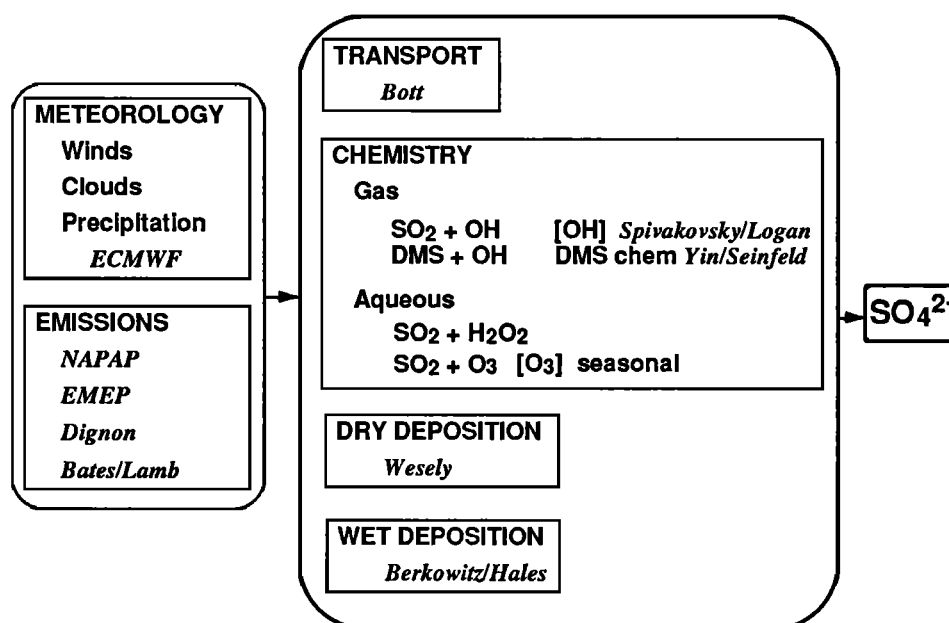 METEOROLOGY
Winds
Clouds
Precipitation
ECMWF
EMISSIONS
NAPAP
EMEP
Dignon
Bates/Lamb
TRANSPORT
Bott
CHEMISTRY
Gas
SO₂ + OH [OH] Spivakovsky/Logan
DMS + OH DMS chem Yin/Seinfeld
Aqueous
SO₂ + H₂O₂
SO₂ + O₃ [O₃] seasonal
DRY DEPOSITION
Wesely
WET DEPOSITION
Berkowitz/Hales
SO₄²⁻